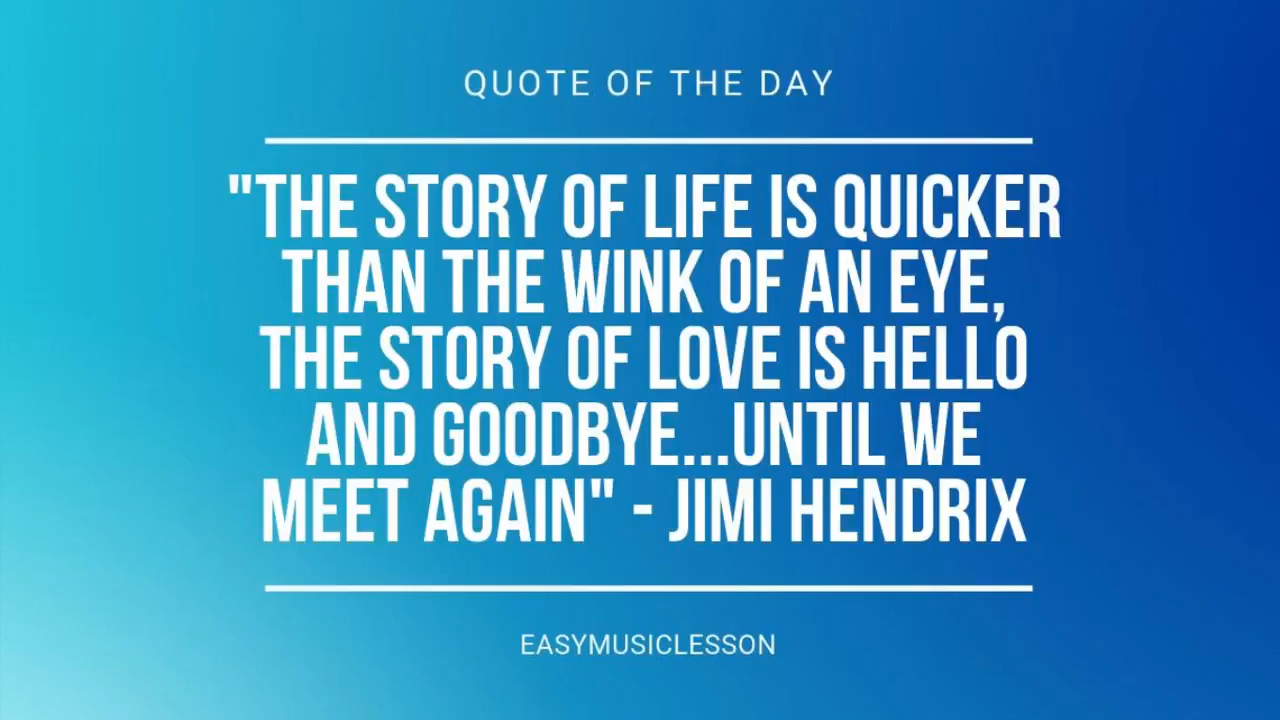 QUOTE OF THE DAY
"THE STORY OF LIFE IS QUICKER
THAN THE WINK OF AN EYE,
THE STORY OF LOVE IS HELLO
AND GOODBYE...UNTIL WE
MEET AGAIN" - JIMI HENDRIX
EASYMUSICLESSON